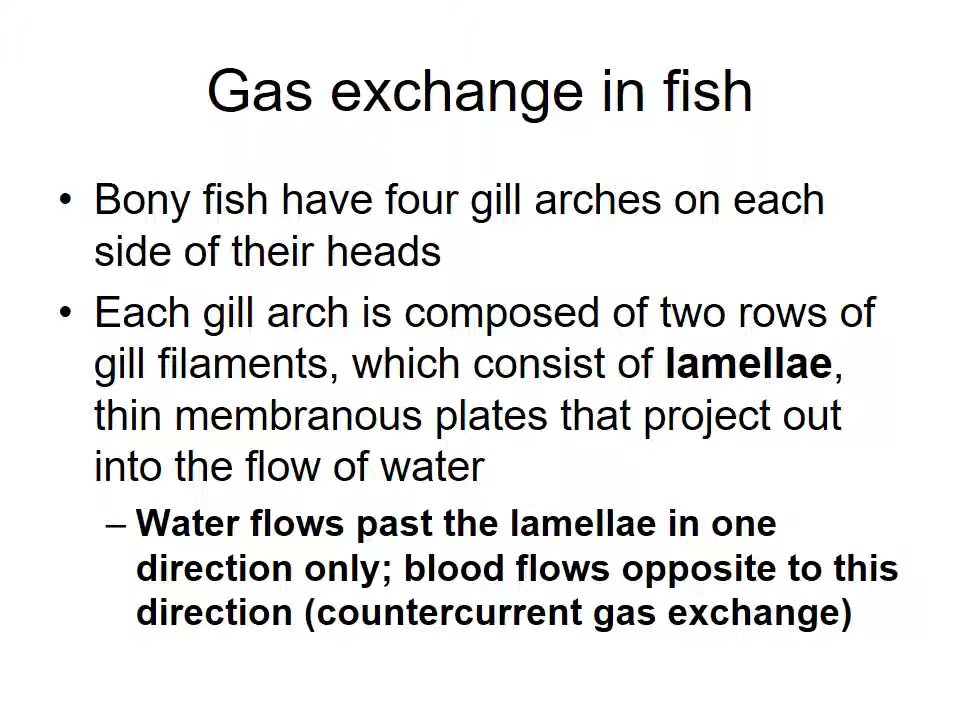 Gas exchange in fish
• Bony fish have four gill arches on each
side of their heads
• Each gill arch is composed of two rows of
gill filaments, which consist of lamellae,
thin membranous plates that project out
into the flow of water
– Water flows past the lamellae in one
direction only; blood flows opposite to this
direction (countercurrent gas exchange)